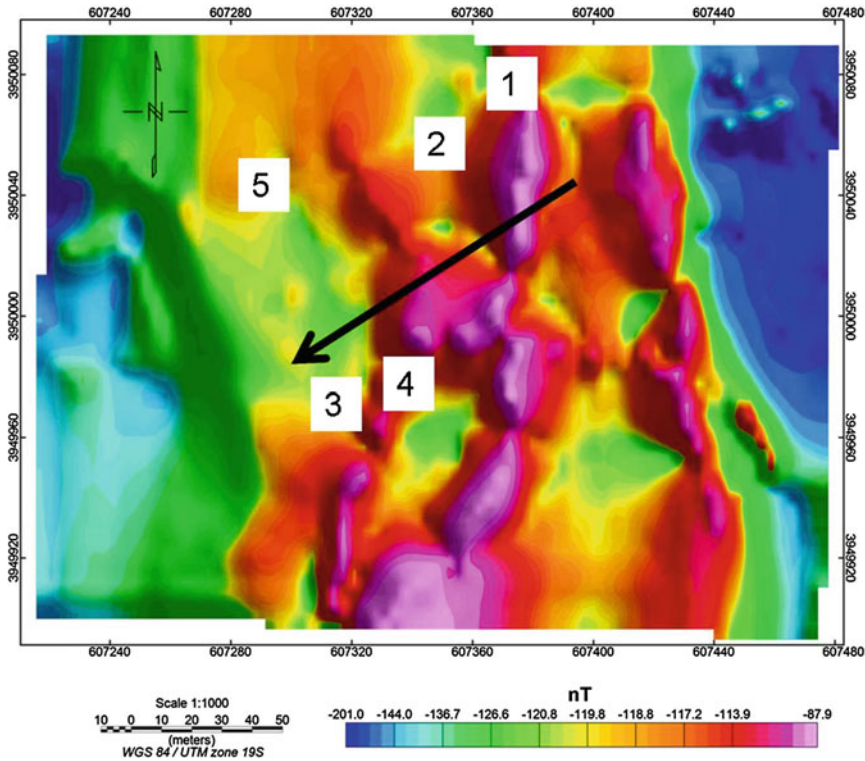 607240 607280 607320 607360 607400 607440 607480
3950080 3950080
3950040 3950040
3950000 3950000
3949960 3949960
3949920 3949920
N
1
2
5
3
4
607240 607280 607320 607360 607400 607440 607480
Scale 1:1000
10 0 10 20 30 40 50
(meters)
WGS 84 / UTM zone 19S
nT
-201.0 -144.0 -136.7 -126.6 -120.8 -119.8 -118.8 -117.2 -113.9 -87.9